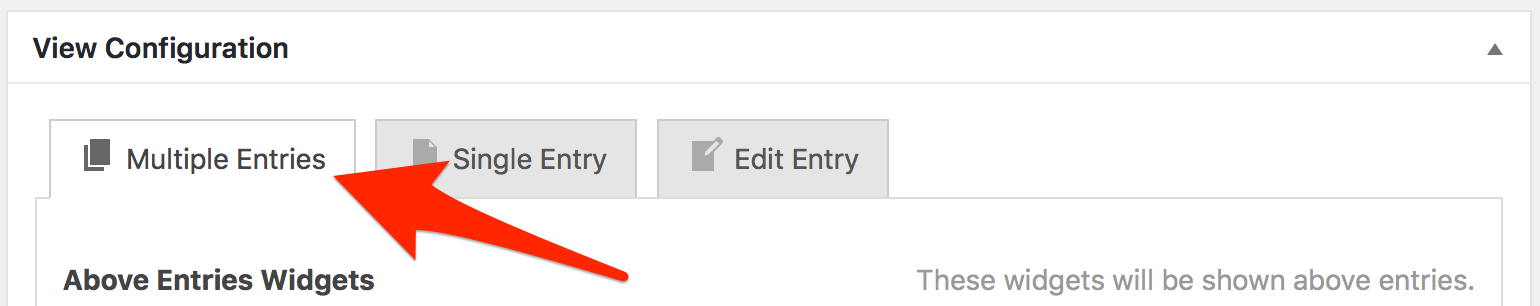 View Configuration
Multiple Entries Single Entry Edit Entry
Above Entries Widgets These widgets will be shown above entries.